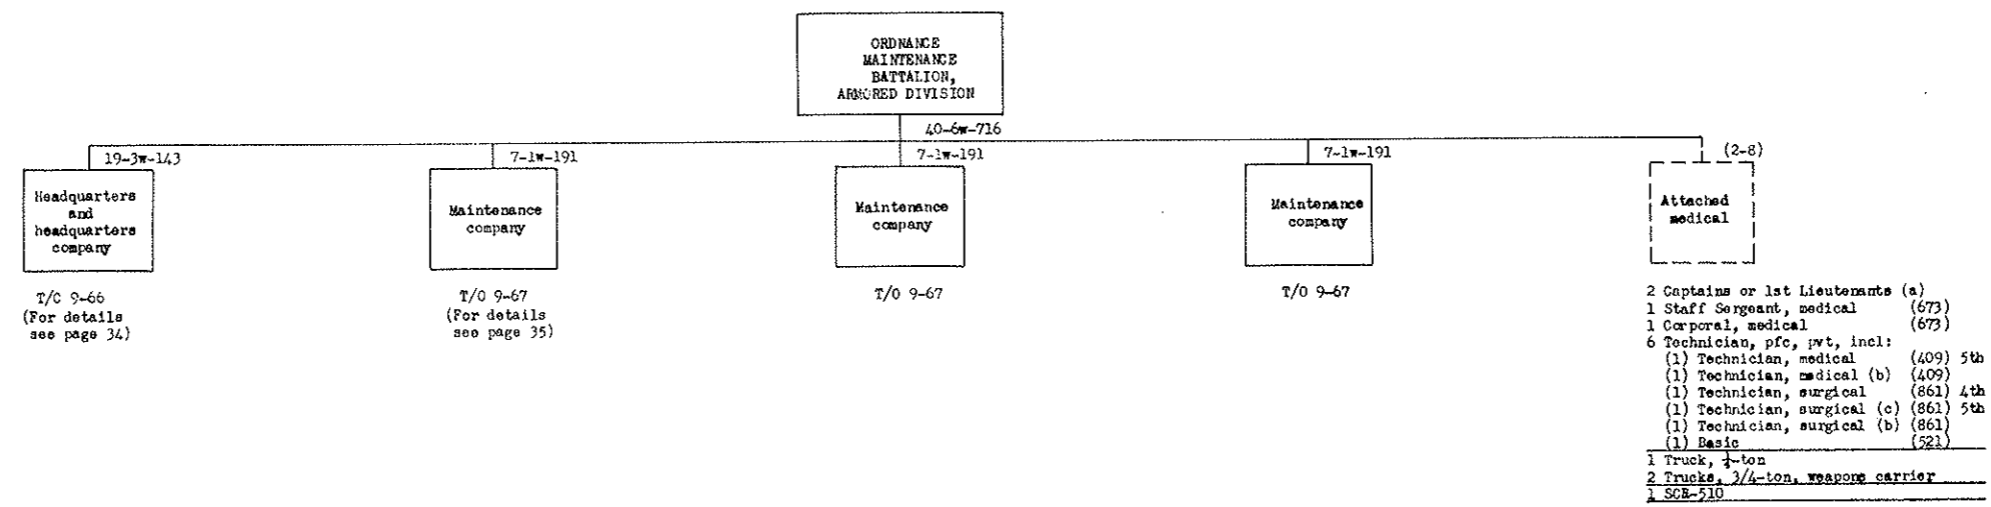 ORDNANCE
MAINTENANCE
BATTALION,
ARMORED DIVISION
40-6w-716
19-3w-143
7-1w-191
7-1w-191
7-1w-191
(2-8)
Headquarters
and
headquarters
company
Maintenance
company
Maintenance
company
Maintenance
company
Attached
medical
T/C 9-66
(For details
see page 34)
T/O 9-67
(For details
see page 35)
T/O 9-67
T/O 9-67
2 Captains or 1st Lieutenants (a)
1 Staff Sergeant, medical (673)
1 Corporal, medical (673)
6 Technician, pfc, pvt, incl:
(1) Technician, medical (409) 5th
(1) Technician, medical (b) (409)
(1) Technician, surgical (861) 4th
(1) Technician, surgical (c) (861) 5th
(1) Technician, surgical (b) (861)
(1) Basic (521)
1 Truck, ¼-ton
2 Trucks, 3/4-ton, weapons carrier
1 SCR-510